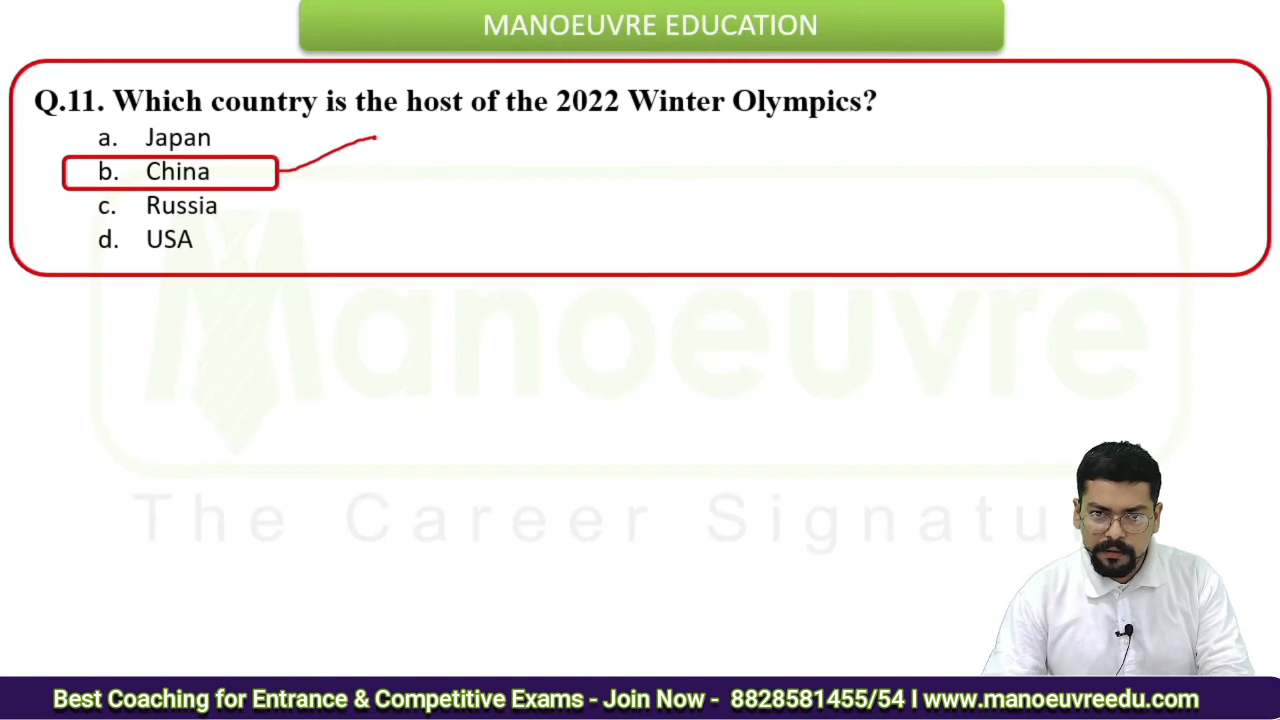 MANOEUVRE EDUCATION
Q.11. Which country is the host of the 2022 Winter Olympics?
a. Japan
b. China
c. Russia
d. USA
Manoeuvre
The Career Signatu
Best Coaching for Entrance & Competitive Exams - Join Now - 8828581455/54 I www.manoeuvreedu.com